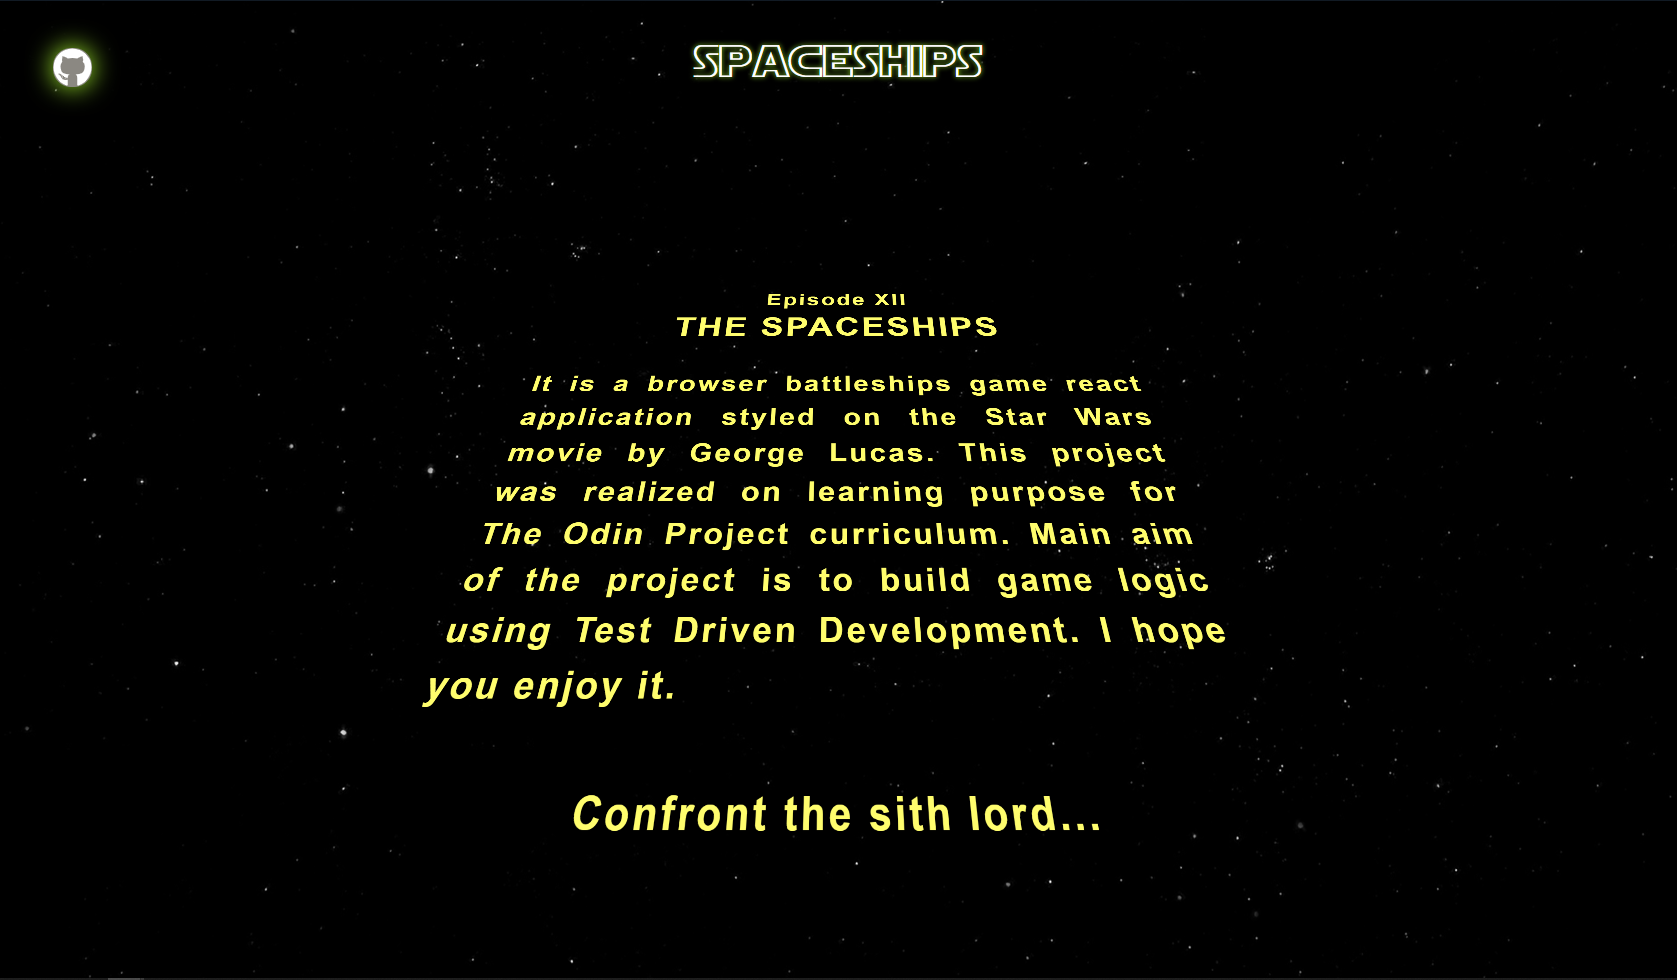 SPACESHIPS
Episode XII
THE SPACESHIPS
It is a browser battleships game react
application styled on the Star Wars
movie by George Lucas. This project
was realized on learning purpose for
The Odin Project curriculum. Main aim
of the project is to build game logic
using Test Driven Development. I hope
you enjoy it.
Confront the sith lord...